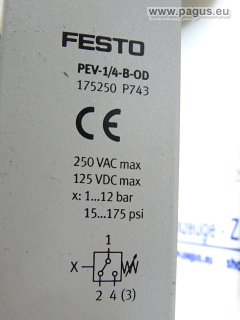 © www.pagus.eu
FESTO
PEV-1/4-B-OD
175250 P743
CE
250 VAC max
125 VDC max
x: 1...12 bar
15...175 psi
1
X
2 4 (3)